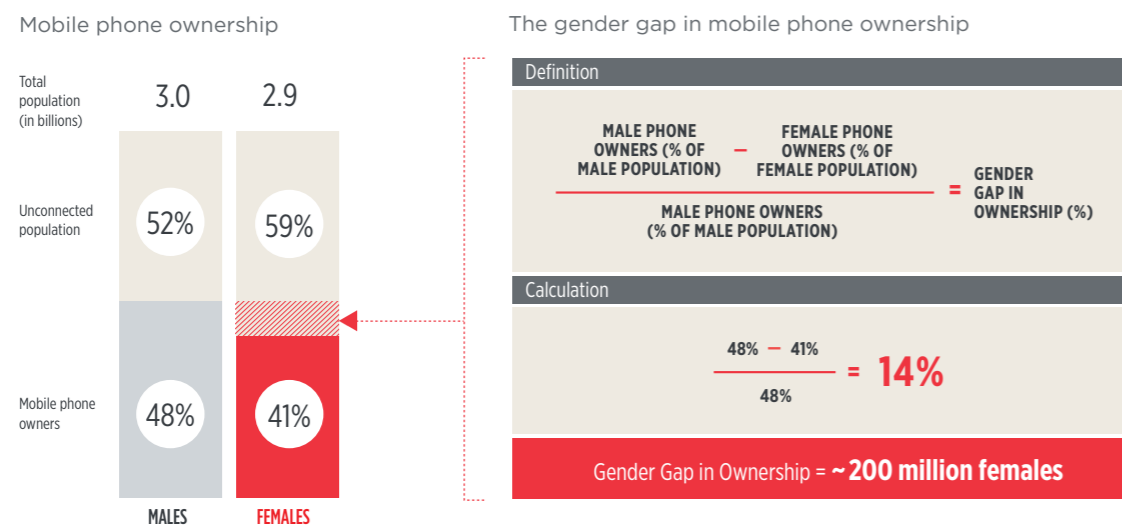 Mobile phone ownership
Total
population
(in billions)
3.0
2.9
Unconnected
population
52%
59%
Mobile phone
owners
48%
41%
MALES
FEMALES
The gender gap in mobile phone ownership
Definition
MALE PHONE
OWNERS (% OF
MALE POPULATION)
–
FEMALE PHONE
OWNERS (% OF
FEMALE POPULATION)
MALE PHONE OWNERS
(% OF MALE POPULATION)
=
GENDER
GAP IN
OWNERSHIP (%)
Calculation
48% – 41%
48%
= 14%
Gender Gap in Ownership = ~200 million females